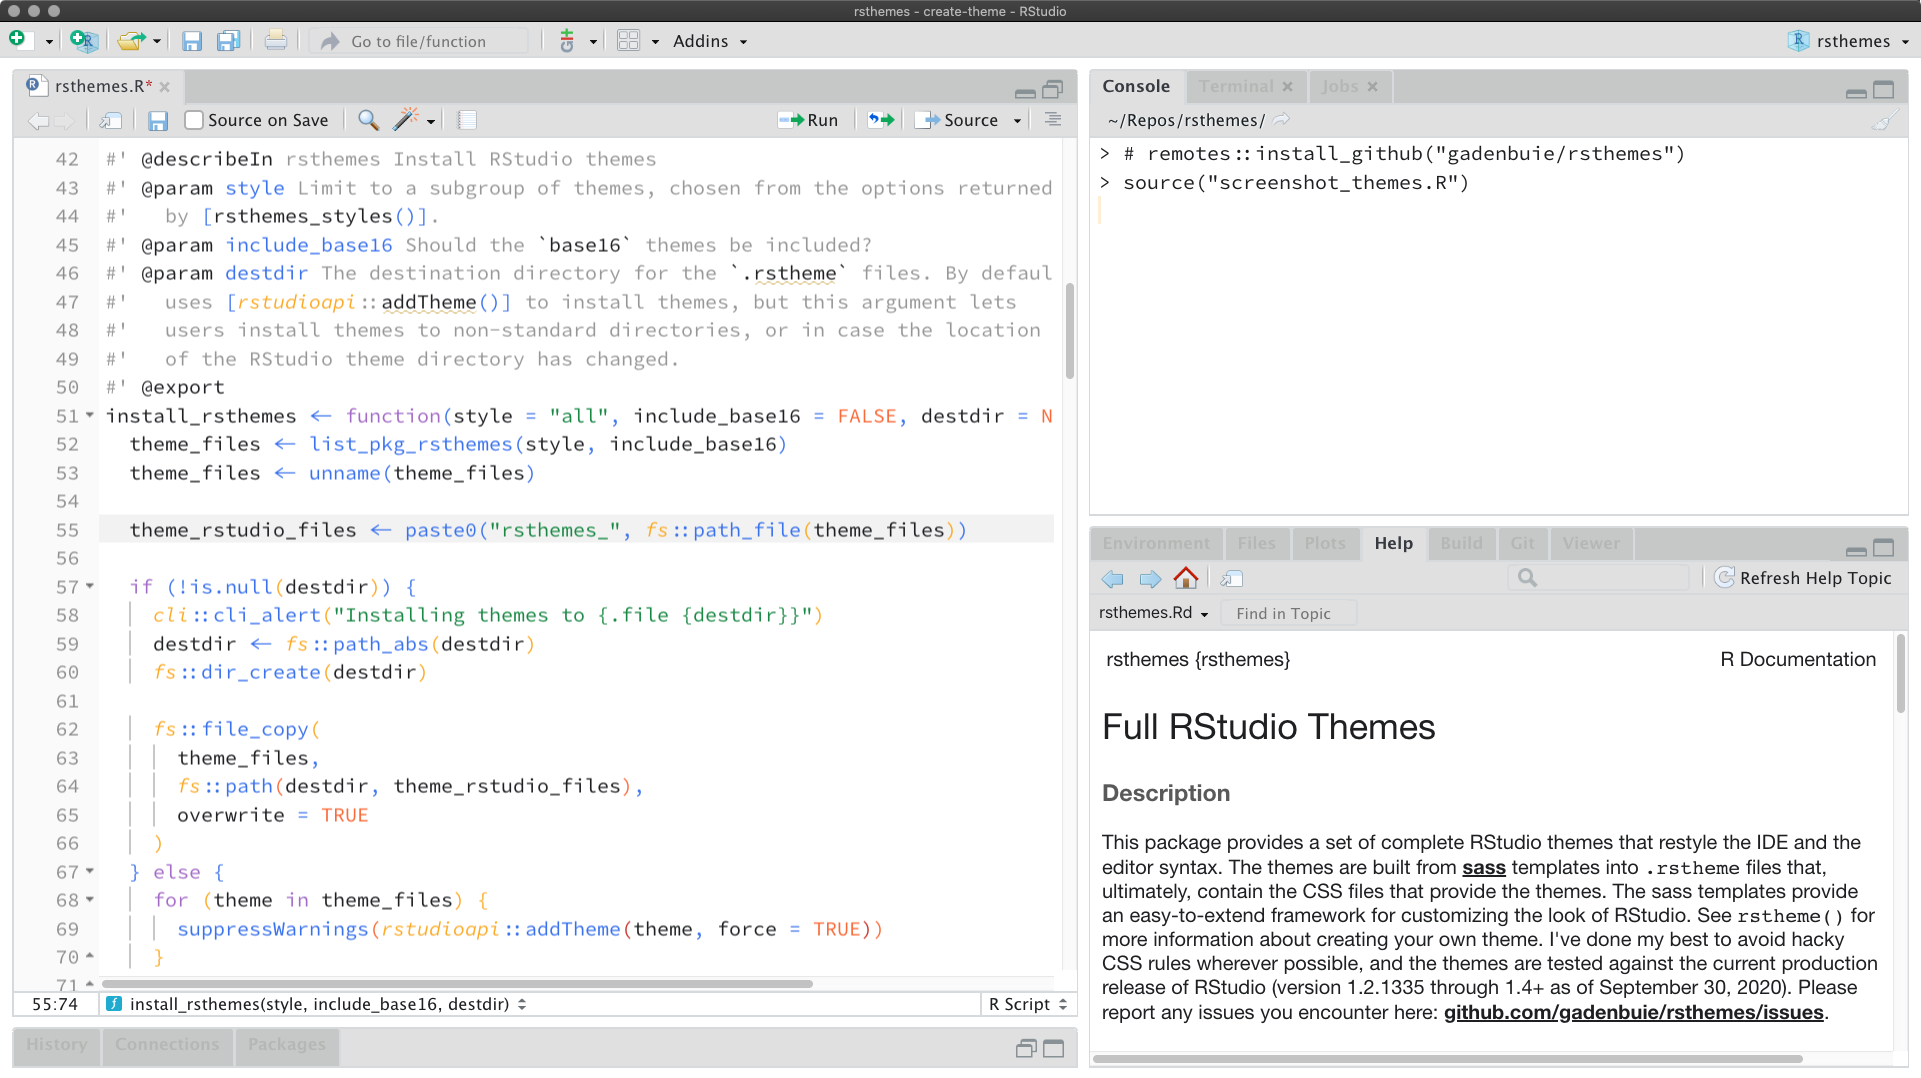 rsthemes - create-theme - RStudio
Go to file/function
Addins
rsthemes
rsthemes.R*
Source on Save
Run
Source
42 #' @describeIn rsthemes Install RStudio themes
43 #' @param style Limit to a subgroup of themes, chosen from the options returned
44 #'   by [rsthemes_styles()].
45 #' @param include_base16 Should the `base16` themes be included?
46 #' @param destdir The destination directory for the `.rstheme` files. By defaul
47 #'   uses [rstudioapi::addTheme()] to install themes, but this argument lets
48 #'   users install themes to non-standard directories, or in case the location
49 #'   of the RStudio theme directory has changed.
50 #' @export
51 install_rsthemes <- function(style = "all", include_base16 = FALSE, destdir = N
52   theme_files <- list_pkg_rsthemes(style, include_base16)
53   theme_files <- unname(theme_files)
54
55   theme_rstudio_files <- paste0("rsthemes_", fs::path_file(theme_files))
56
57   if (!is.null(destdir)) {
58     cli::cli_alert("Installing themes to {.file {destdir}}")
59     destdir <- fs::path_abs(destdir)
60     fs::dir_create(destdir)
61
62     fs::file_copy(
63       theme_files,
64       fs::path(destdir, theme_rstudio_files),
65       overwrite = TRUE
66     )
67   } else {
68     for (theme in theme_files) {
69       suppressWarnings(rstudioapi::addTheme(theme, force = TRUE))
70     }
71
55:74
install_rsthemes(style, include_base16, destdir)
R Script
History
Connections
Packages
Console
Terminal
Jobs
~/Repos/rsthemes/
> # remotes::install_github("gadenbuie/rsthemes")
> source("screenshot_themes.R")
Environment
Files
Plots
Help
Build
Git
Viewer
Refresh Help Topic
rsthemes.Rd
Find in Topic
rsthemes {rsthemes}
R Documentation
Full RStudio Themes
Description
This package provides a set of complete RStudio themes that restyle the IDE and the
editor syntax. The themes are built from sass templates into .rstheme files that,
ultimately, contain the CSS files that provide the themes. The sass templates provide
an easy-to-extend framework for customizing the look of RStudio. See rstheme() for
more information about creating your own theme. I've done my best to avoid hacky
CSS rules wherever possible, and the themes are tested against the current production
release of RStudio (version 1.2.1335 through 1.4+ as of September 30, 2020). Please
report any issues you encounter here: github.com/gadenbuie/rsthemes/issues.